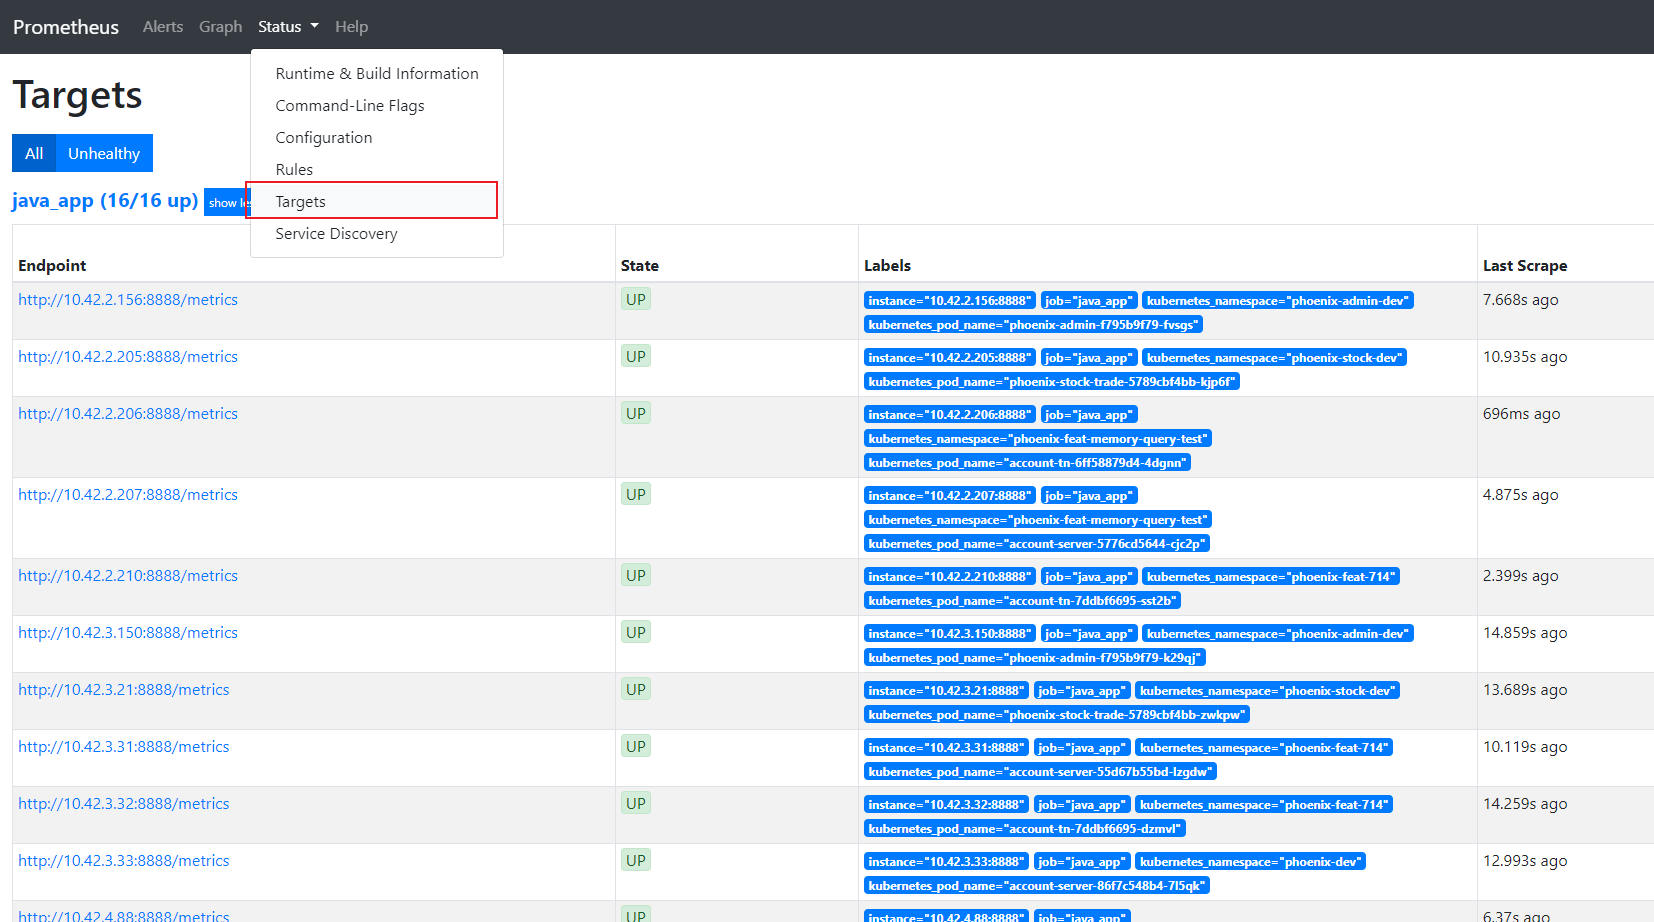 Prometheus Alerts Graph Status Help
Runtime & Build Information
Command-Line Flags
Configuration
Rules
Targets
Service Discovery
Targets
All Unhealthy
java_app (16/16 up) show les
Endpoint State Labels Last Scrape
http://10.42.2.156:8888/metrics UP instance="10.42.2.156:8888" job="java_app" kubernetes_namespace="phoenix-admin-dev" 7.668s ago
kubernetes_pod_name="phoenix-admin-f795b9f79-fvsgs"
http://10.42.2.205:8888/metrics UP instance="10.42.2.205:8888" job="java_app" kubernetes_namespace="phoenix-stock-dev" 10.935s ago
kubernetes_pod_name="phoenix-stock-trade-5789cbf4bb-kjp6f"
http://10.42.2.206:8888/metrics UP instance="10.42.2.206:8888" job="java_app" 696ms ago
kubernetes_namespace="phoenix-feat-memory-query-test"
kubernetes_pod_name="account-tn-6ff58879d4-4dgnn"
http://10.42.2.207:8888/metrics UP instance="10.42.2.207:8888" job="java_app" 4.875s ago
kubernetes_namespace="phoenix-feat-memory-query-test"
kubernetes_pod_name="account-server-5776cd5644-cjc2p"
http://10.42.2.210:8888/metrics UP instance="10.42.2.210:8888" job="java_app" kubernetes_namespace="phoenix-feat-714" 2.399s ago
kubernetes_pod_name="account-tn-7ddbf6695-sst2b"
http://10.42.3.150:8888/metrics UP instance="10.42.3.150:8888" job="java_app" kubernetes_namespace="phoenix-admin-dev" 14.859s ago
kubernetes_pod_name="phoenix-admin-f795b9f79-k29qj"
http://10.42.3.21:8888/metrics UP instance="10.42.3.21:8888" job="java_app" kubernetes_namespace="phoenix-stock-dev" 13.689s ago
kubernetes_pod_name="phoenix-stock-trade-5789cbf4bb-zwkpw"
http://10.42.3.31:8888/metrics UP instance="10.42.3.31:8888" job="java_app" kubernetes_namespace="phoenix-feat-714" 10.119s ago
kubernetes_pod_name="account-server-55d67b55bd-lzgdw"
http://10.42.3.32:8888/metrics UP instance="10.42.3.32:8888" job="java_app" kubernetes_namespace="phoenix-feat-714" 14.259s ago
kubernetes_pod_name="account-tn-7ddbf6695-dzmvl"
http://10.42.3.33:8888/metrics UP instance="10.42.3.33:8888" job="java_app" kubernetes_namespace="phoenix-dev" 12.993s ago
kubernetes_pod_name="account-server-86f7c548b4-7l5qk"
http://10.42.4.88:8888/metrics UP instance="10.42.4.88:8888" job="java_app" 6.37s ago